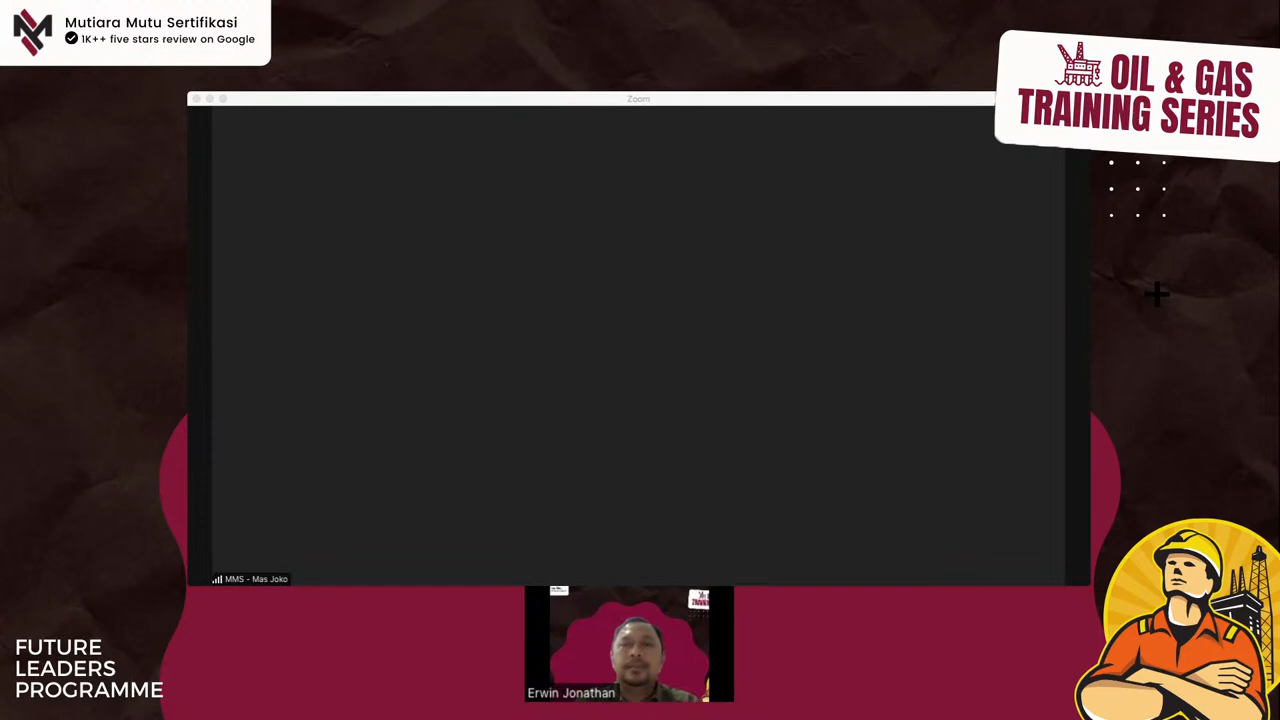 Mutiara Mutu Sertifikasi
1K++ five stars review on Google
OIL & GAS
TRAINING SERIES
Zoom
MMS - Mas Joko
Erwin Jonathan
FUTURE
LEADERS
PROGRAMME